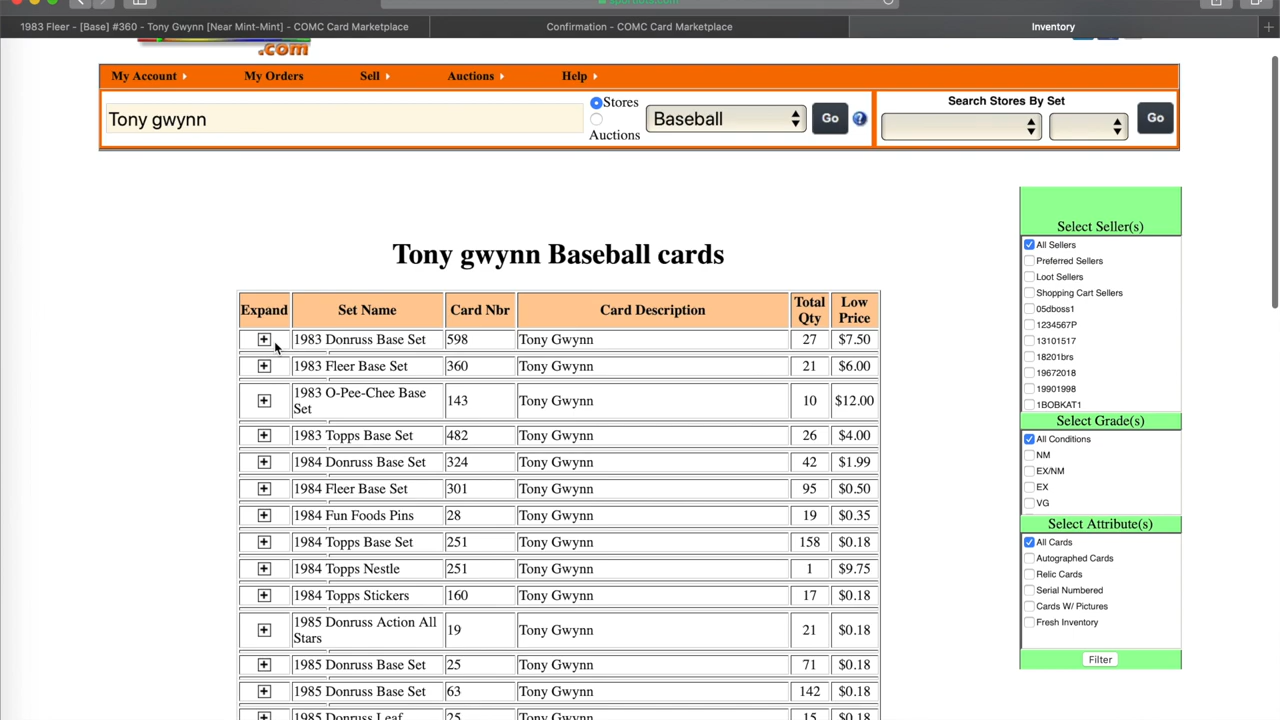 1983 Fleer - [Base] #360 - Tony Gwynn [Near Mint-Mint] - COMC Card Marketplace
Confirmation - COMC Card Marketplace
Inventory
.com
My Account
My Orders
Sell
Auctions
Help
Tony gwynn
Stores
Auctions
Baseball
Go
?
Search Stores By Set
Go
Tony gwynn Baseball cards
Expand Set Name Card Nbr Card Description Total Qty Low Price
1983 Donruss Base Set 598 Tony Gwynn 27 $7.50
1983 Fleer Base Set 360 Tony Gwynn 21 $6.00
1983 O-Pee-Chee Base Set 143 Tony Gwynn 10 $12.00
1983 Topps Base Set 482 Tony Gwynn 26 $4.00
1984 Donruss Base Set 324 Tony Gwynn 42 $1.99
1984 Fleer Base Set 301 Tony Gwynn 95 $0.50
1984 Fun Foods Pins 28 Tony Gwynn 19 $0.35
1984 Topps Base Set 251 Tony Gwynn 158 $0.18
1984 Topps Nestle 251 Tony Gwynn 1 $9.75
1984 Topps Stickers 160 Tony Gwynn 17 $0.18
1985 Donruss Action All Stars 19 Tony Gwynn 21 $0.18
1985 Donruss Base Set 25 Tony Gwynn 71 $0.18
1985 Donruss Base Set 63 Tony Gwynn 142 $0.18
1985 Donruss Leaf 25 Tony Gwynn 15 $0.18
Select Seller(s)
All Sellers
Preferred Sellers
Loot Sellers
Shopping Cart Sellers
05dboss1
1234567P
13101517
18201brs
19672018
19901998
1BOBKAT1
Select Grade(s)
All Conditions
NM
EX/NM
EX
VG
Select Attribute(s)
All Cards
Autographed Cards
Relic Cards
Serial Numbered
Cards W/ Pictures
Fresh Inventory
Filter